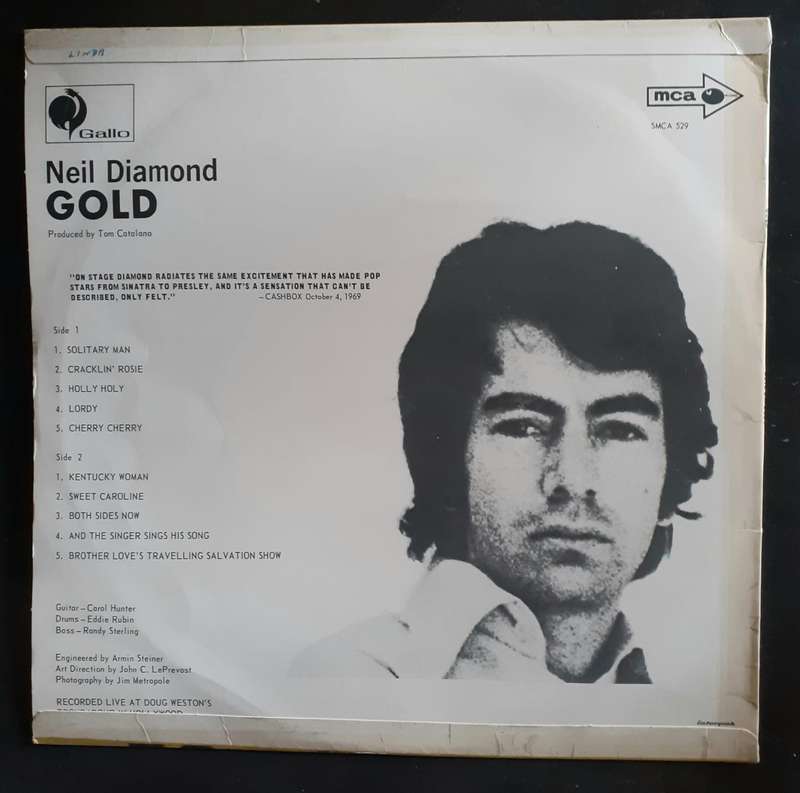 LINDA
Gallo
mca
SMCA 529
Neil Diamond
GOLD
Produced by Tom Catalano
"ON STAGE DIAMOND RADIATES THE SAME EXCITEMENT THAT HAS MADE POP
STARS FROM SINATRA TO PRESLEY, AND IT'S A SENSATION THAT CAN'T BE
DESCRIBED, ONLY FELT."
—CASHBOX October 4, 1969
Side 1
1. SOLITARY MAN
2. CRACKLIN' ROSIE
3. HOLLY HOLY
4. LORDY
5. CHERRY CHERRY
Side 2
1. KENTUCKY WOMAN
2. SWEET CAROLINE
3. BOTH SIDES NOW
4. AND THE SINGER SINGS HIS SONG
5. BROTHER LOVE'S TRAVELLING SALVATION SHOW
Guitar—Carol Hunter
Drums—Eddie Rubin
Bass—Randy Sterling
Engineered by Armin Steiner
Art Direction by John C. LePrevost
Photography by Jim Metropole
RECORDED LIVE AT DOUG WESTON'S